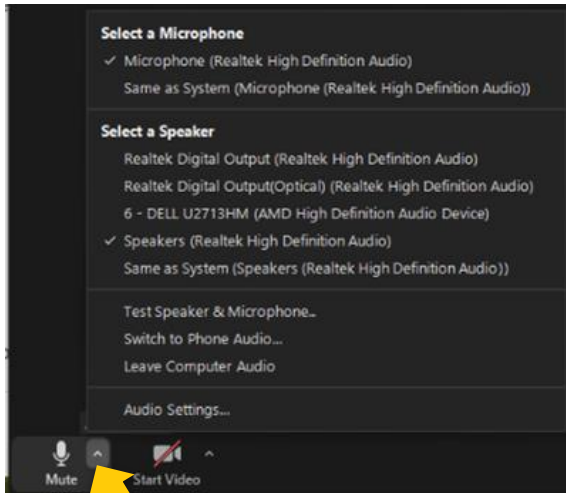 Select a Microphone
Microphone (Realtek High Definition Audio)
Same as System (Microphone (Realtek High Definition Audio))
Select a Speaker
Realtek Digital Output (Realtek High Definition Audio)
Realtek Digital Output(Optical) (Realtek High Definition Audio)
6 - DELL U2713HM (AMD High Definition Audio Device)
Speakers (Realtek High Definition Audio)
Same as System (Speakers (Realtek High Definition Audio))
Test Speaker & Microphone...
Switch to Phone Audio...
Leave Computer Audio
Audio Settings...
Mute Start Video